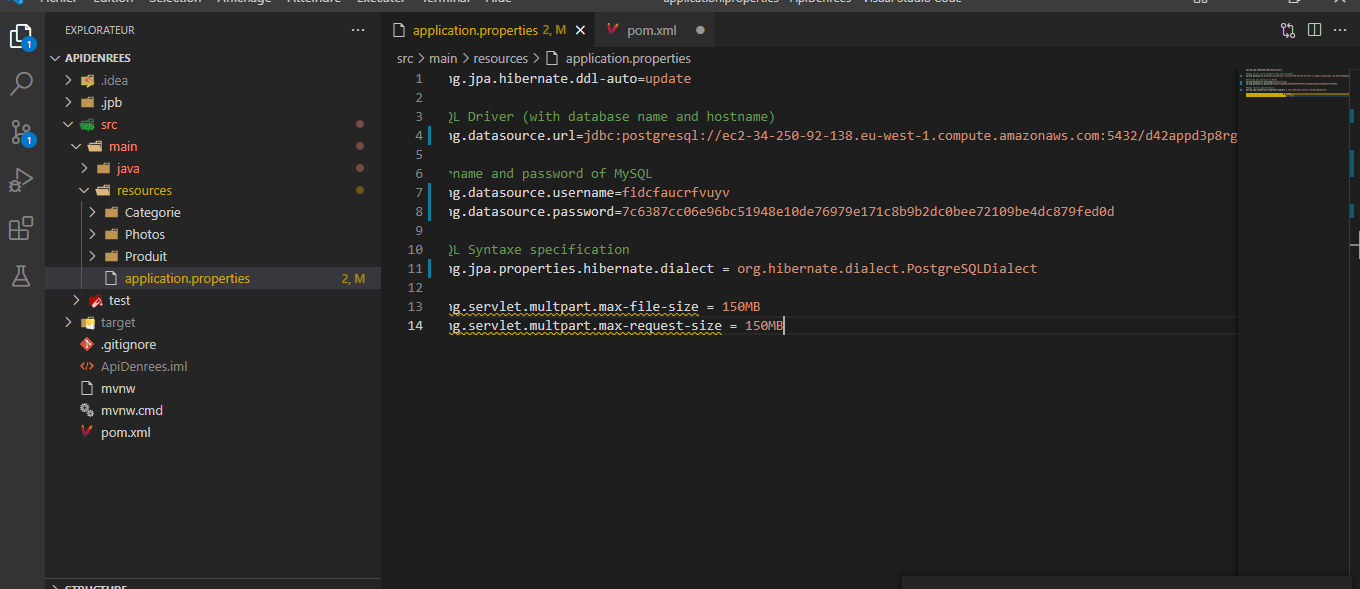 Fichier Edition Sélection Affichage Atteindre Exécuter Terminal Aide application.properties - ApiDenrees - Visual Studio Code
EXPLORATEUR
APIDENREES
.idea
.jpb
src
main
java
resources
Categorie
Photos
Produit
application.properties 2, M
test
target
.gitignore
ApiDenrees.iml
mvnw
mvnw.cmd
pom.xml
STRUCTURE
1
1
application.properties 2, M
pom.xml
src > main > resources > application.properties
1 ng.jpa.hibernate.ddl-auto=update
2
3 QL Driver (with database name and hostname)
4 ng.datasource.url=jdbc:postgresql://ec2-34-250-92-138.eu-west-1.compute.amazonaws.com:5432/d42appd3p8rg
5
6 rname and password of MySQL
7 ng.datasource.username=fidcfaucrfvuyv
8 ng.datasource.password=7c6387cc06e96bc51948e10de76979e171c8b9b2dc0bee72109be4dc879fed0d
9
10 QL Syntaxe specification
11 ng.jpa.properties.hibernate.dialect = org.hibernate.dialect.PostgreSQLDialect
12
13 ng.servlet.multpart.max-file-size = 150MB
14 ng.servlet.multpart.max-request-size = 150MB